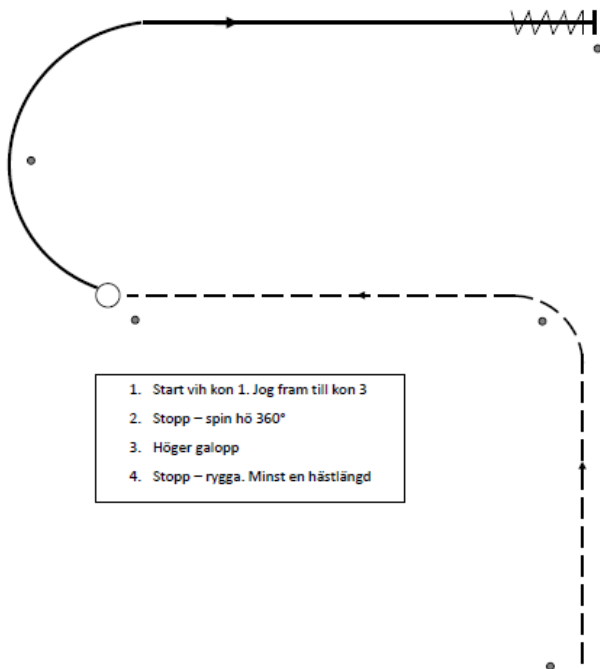 1. Start vih kon 1. Jog fram till kon 3
2. Stopp – spin hö 360°
3. Höger galopp
4. Stopp – rygga. Minst en hästlängd